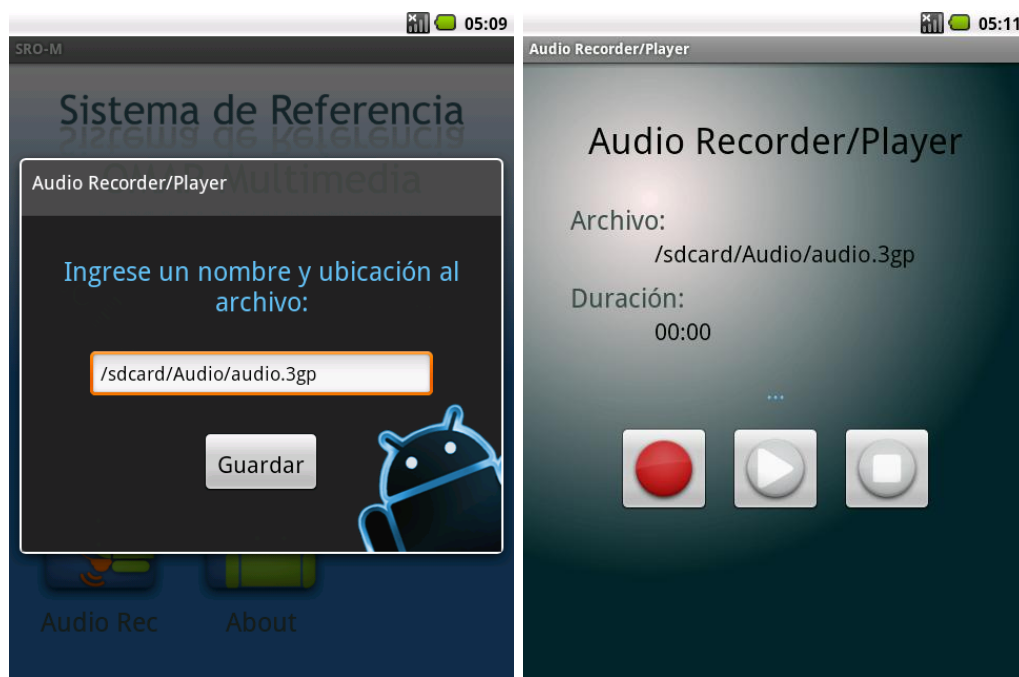 05:09
SRO-M
Sistema de Referencia
Multimedia
Audio Recorder/Player
Ingrese un nombre y ubicación al
archivo:
/sdcard/Audio/audio.3gp
Guardar
Audio Rec About
05:11
Audio Recorder/Player
Audio Recorder/Player
Archivo:
/sdcard/Audio/audio.3gp
Duración:
00:00
...